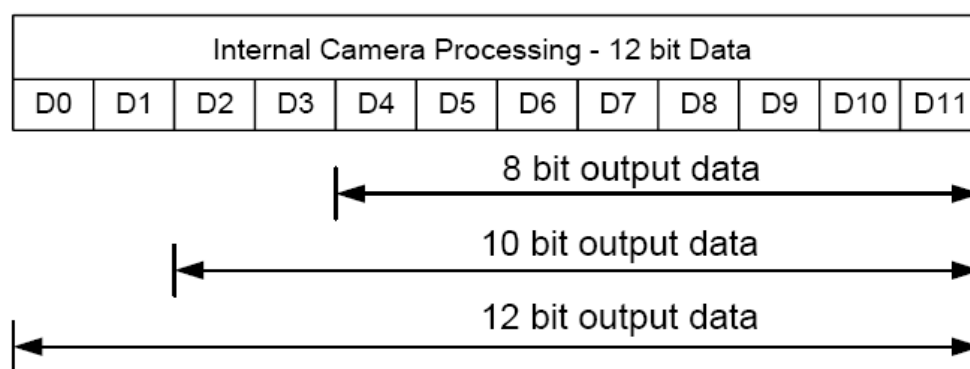 Internal Camera Processing - 12 bit Data
D0 D1 D2 D3 D4 D5 D6 D7 D8 D9 D10 D11
8 bit output data
10 bit output data
12 bit output data